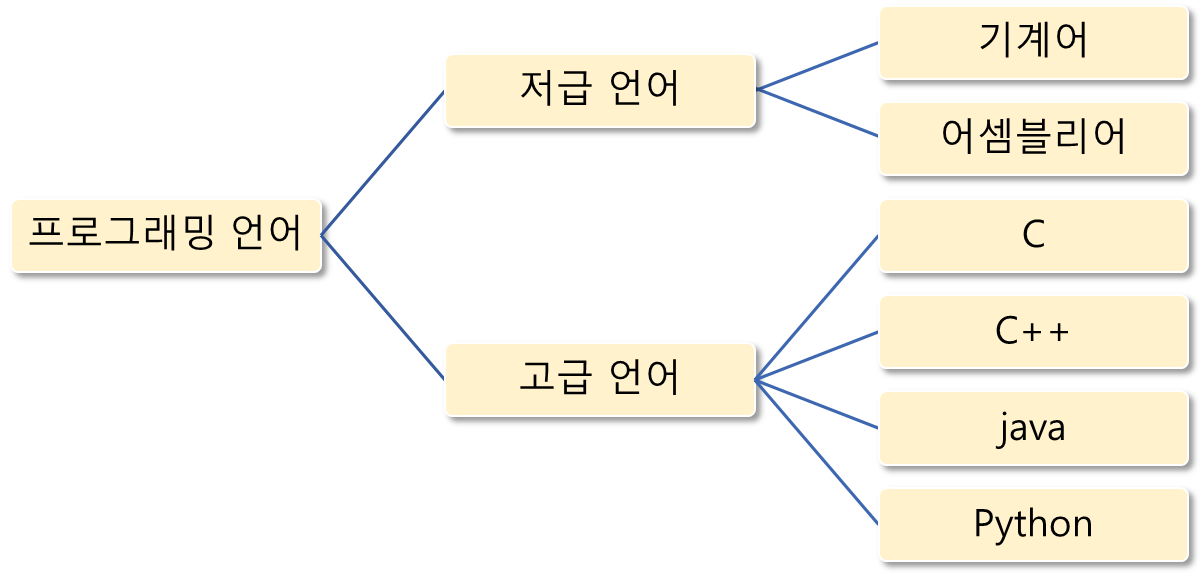 프로그래밍 언어
저급 언어
기계어
어셈블리어
고급 언어
C
C++
java
Python